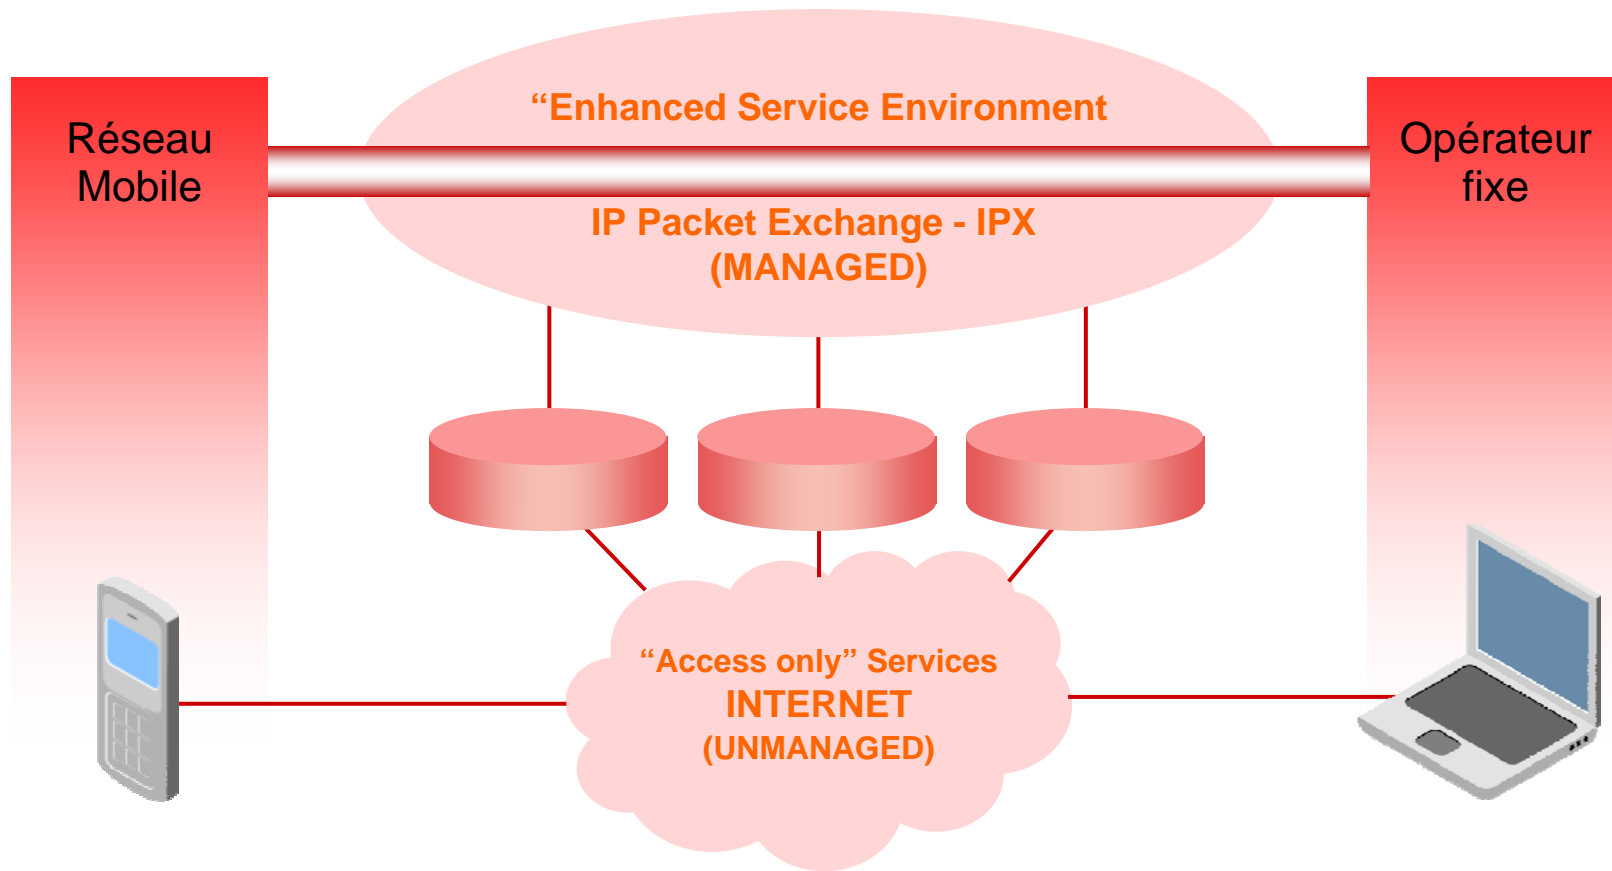 “Enhanced Service Environment
Réseau
Mobile
Opérateur
fixe
IP Packet Exchange - IPX
(MANAGED)
“Access only” Services
INTERNET
(UNMANAGED)